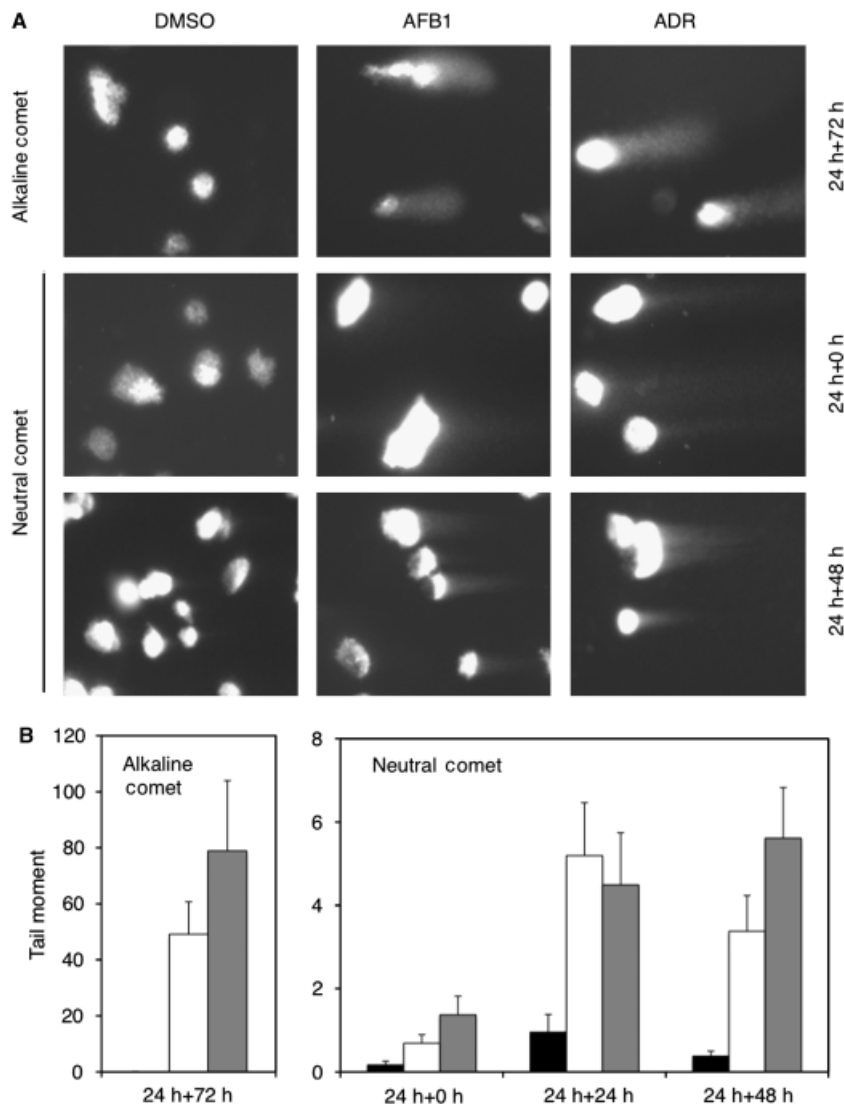 A
DMSO
AFB1
ADR
Alkaline comet
24 h+72 h
Neutral comet
24 h+0 h
24 h+48 h
B
Tail moment
120
100
80
60
40
20
0
Alkaline
comet
24 h+72 h
8
6
4
2
0
Neutral comet
24 h+0 h
24 h+24 h
24 h+48 h